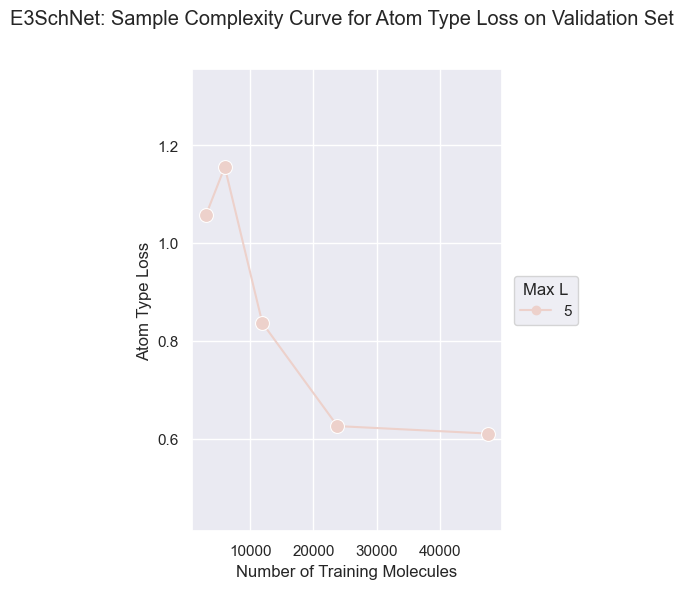 E3SchNet: Sample Complexity Curve for Atom Type Loss on Validation Set
1.2
1.0
0.8
0.6
Atom Type Loss
Max L
5
10000 20000 30000 40000
Number of Training Molecules